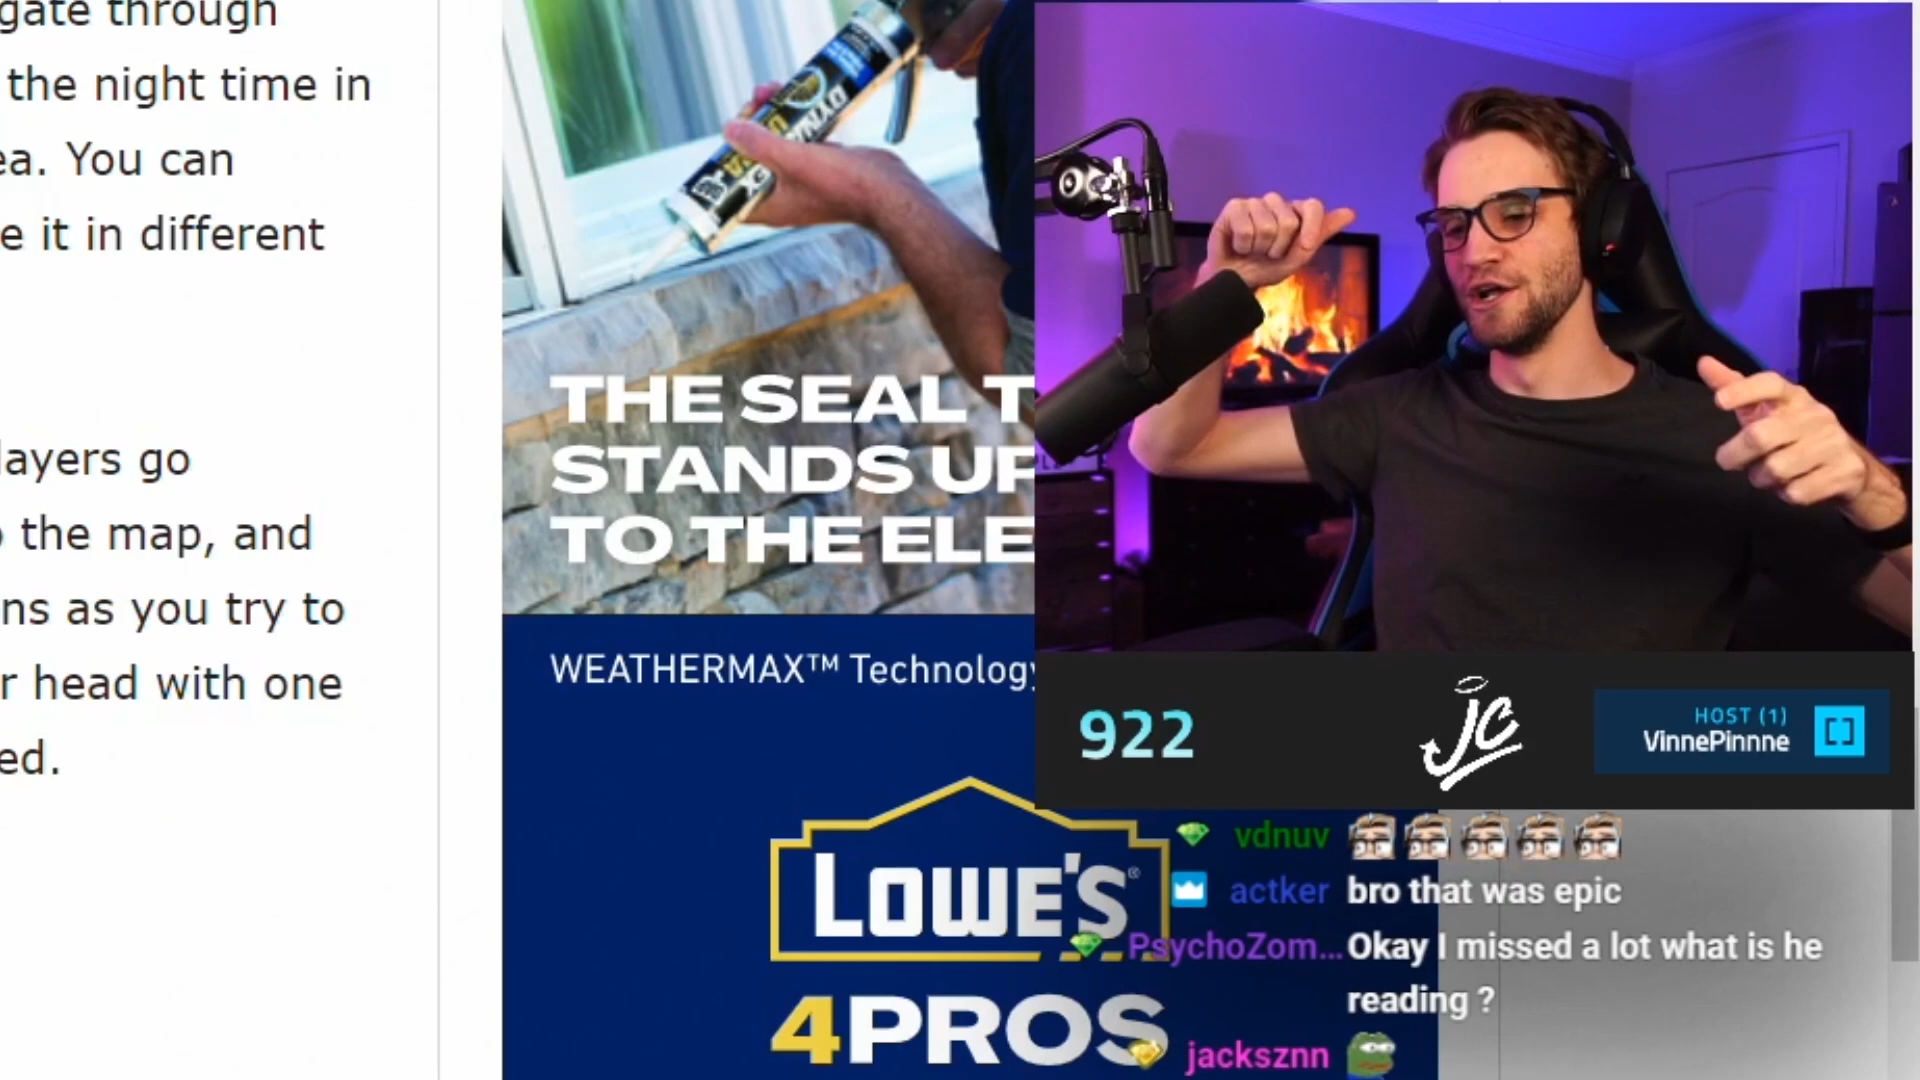 gate through
the night time in
ea. You can
e it in different
layers go
the map, and
ns as you try to
r head with one
ed.
THE SEAL T
STANDS UP
TO THE ELE
WEATHERMAX™ Technology
LOWE'S®
4PROS
922
jc
HOST (1)
VinnePinnne
vdnuv
actker bro that was epic
PsychoZom... Okay I missed a lot what is he
reading ?
jacksznn